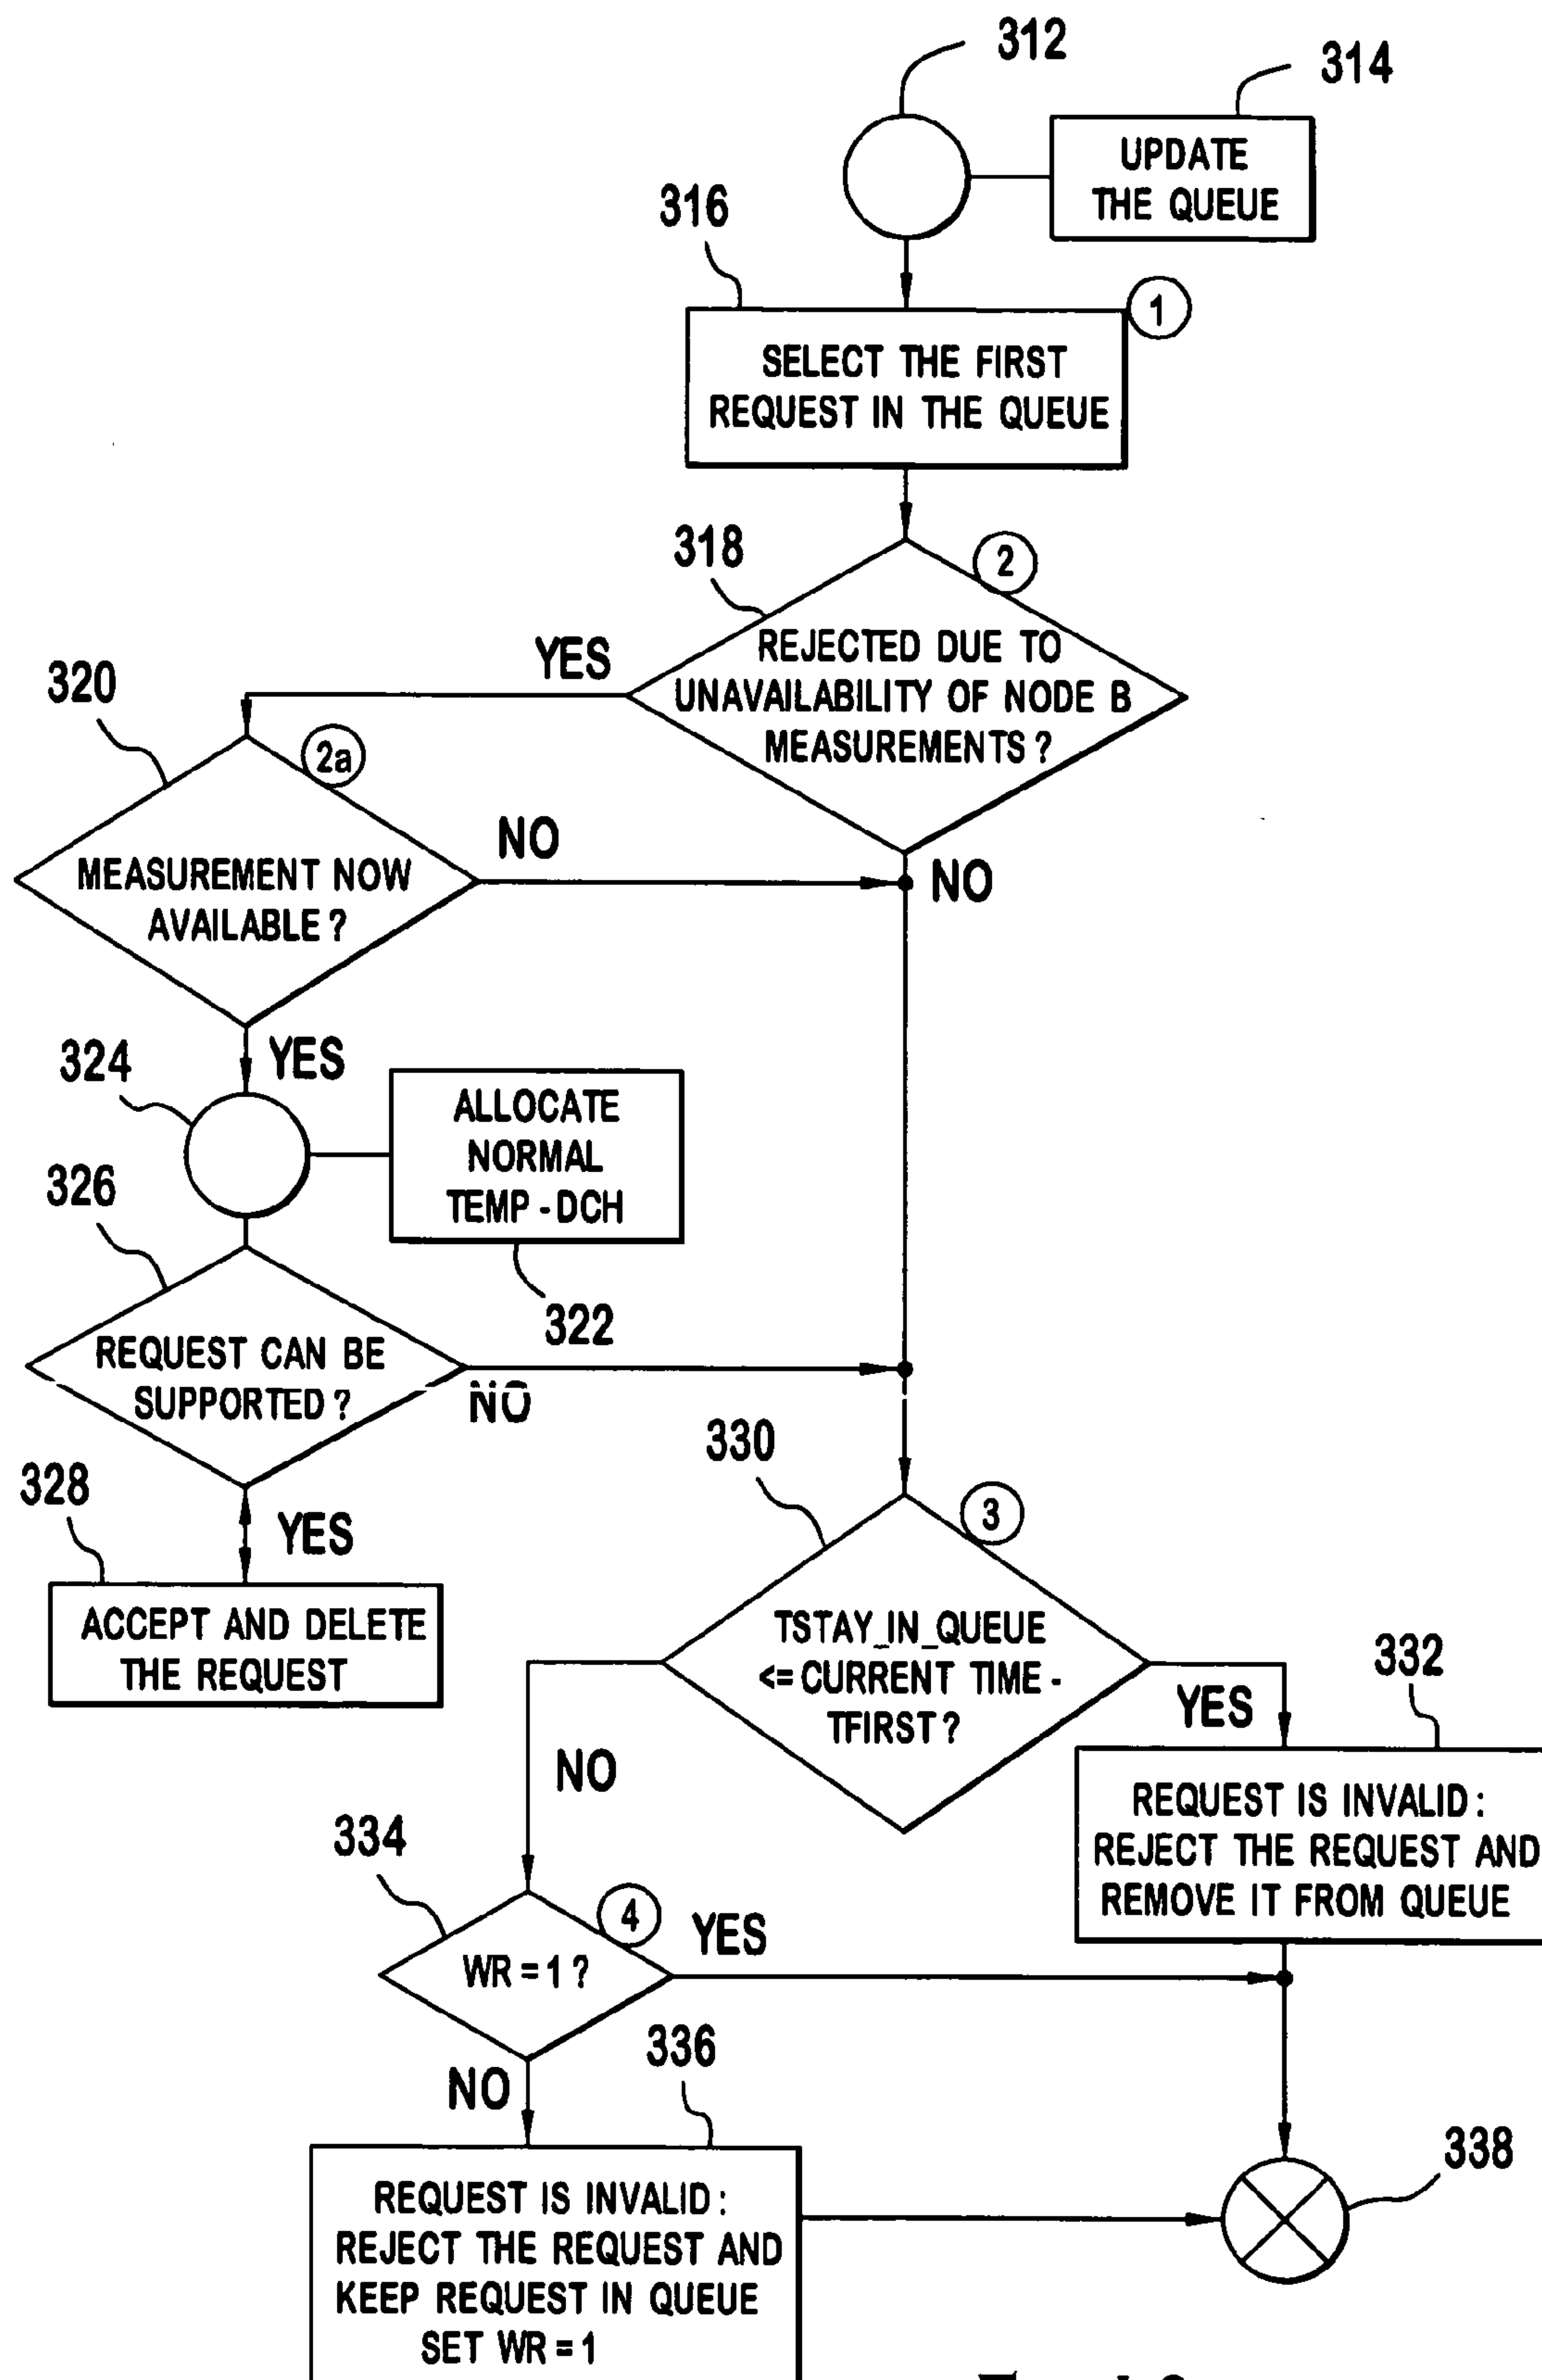 312
314
UPDATE
THE QUEUE
316
1
SELECT THE FIRST
REQUEST IN THE QUEUE
318
2
REJECTED DUE TO
UNAVAILABILITY OF NODE B
MEASUREMENTS?
YES
NO
320
2a
MEASUREMENT NOW
AVAILABLE?
NO
YES
324
ALLOCATE
NORMAL
TEMP-DCH
322
326
REQUEST CAN BE
SUPPORTED?
NO
YES
328
ACCEPT AND DELETE
THE REQUEST
330
3
TSTAY_IN_QUEUE
<= CURRENT TIME -
TFIRST?
YES
NO
332
REQUEST IS INVALID:
REJECT THE REQUEST AND
REMOVE IT FROM QUEUE
334
4
WR = 1?
YES
NO
336
REQUEST IS INVALID:
REJECT THE REQUEST AND
KEEP REQUEST IN QUEUE
SET WR = 1
338